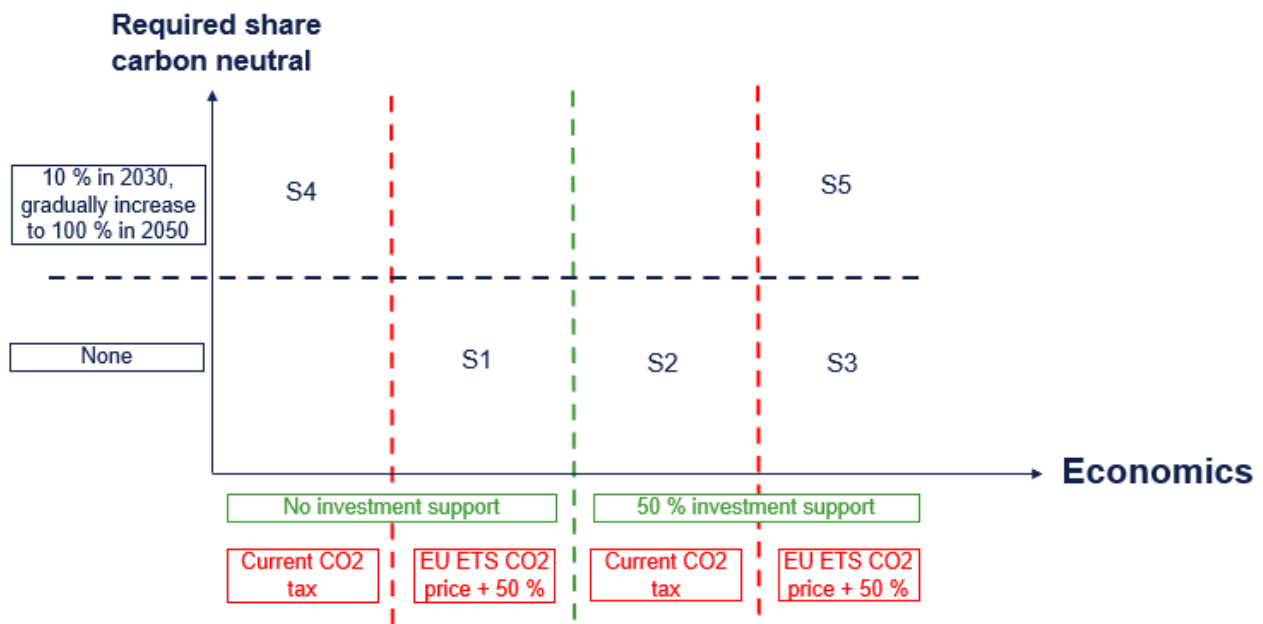 Required share
carbon neutral
10 % in 2030,
gradually increase
to 100 % in 2050
S4
S5
None
S1
S2
S3
Economics
No investment support
50 % investment support
Current CO2
tax
EU ETS CO2
price + 50 %
Current CO2
tax
EU ETS CO2
price + 50 %